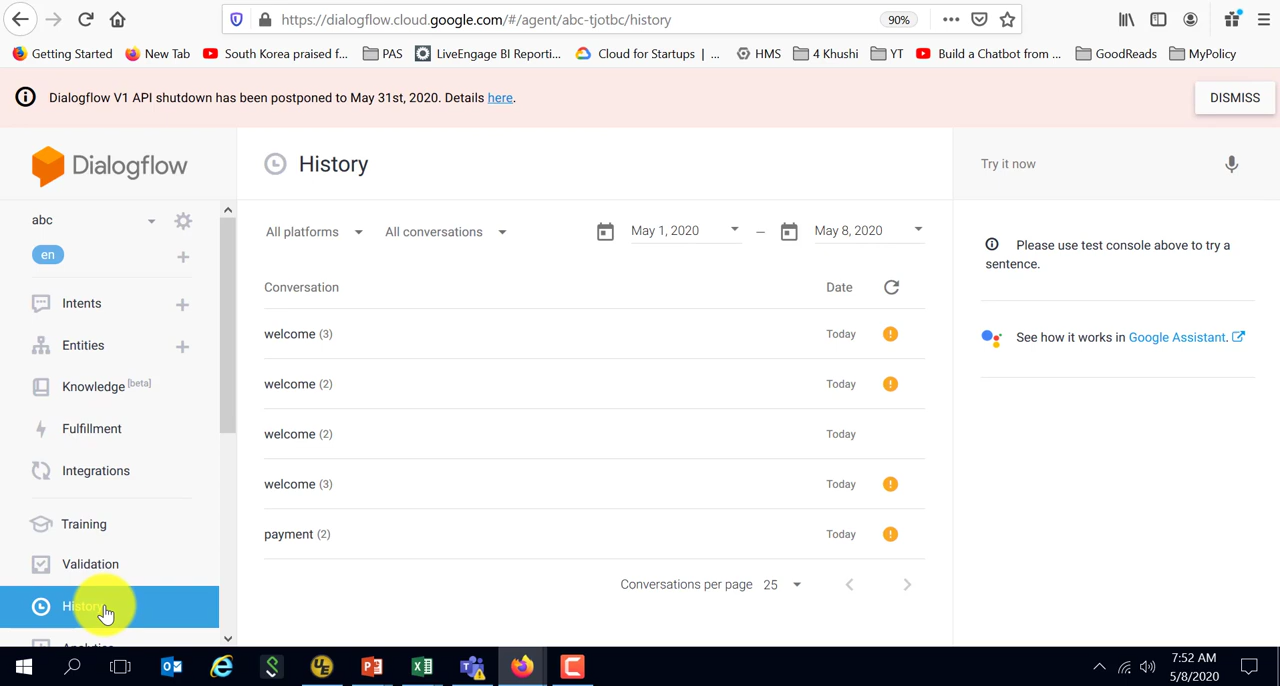 https://dialogflow.cloud.google.com/#/agent/abc-tjotbc/history
90%
Getting Started
New Tab
South Korea praised f...
PAS
LiveEngage BI Reporti...
Cloud for Startups | ...
HMS
4 Khushi
YT
Build a Chatbot from ...
GoodReads
MyPolicy
Dialogflow V1 API shutdown has been postponed to May 31st, 2020. Details here.
DISMISS
Dialogflow
History
Try it now
abc
en
Intents
Entities
Knowledge [beta]
Fulfillment
Integrations
Training
Validation
History
Analytics
All platforms
All conversations
May 1, 2020
–
May 8, 2020
Conversation
Date
welcome (3)
Today
welcome (2)
Today
welcome (2)
Today
welcome (3)
Today
payment (2)
Today
Conversations per page 25
Please use test console above to try a
sentence.
See how it works in Google Assistant.
7:52 AM
5/8/2020